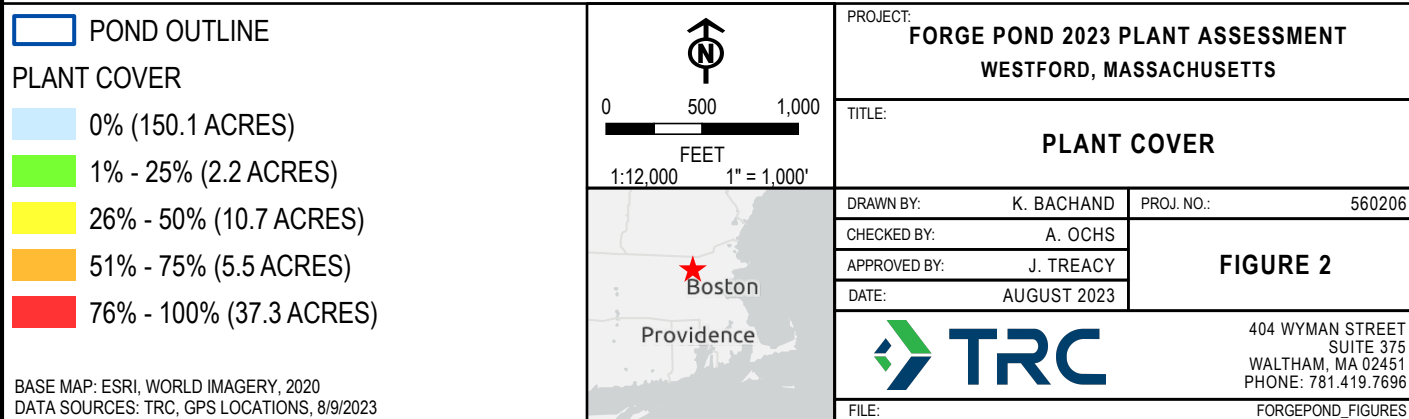 POND OUTLINE
PLANT COVER
0% (150.1 ACRES)
1% - 25% (2.2 ACRES)
26% - 50% (10.7 ACRES)
51% - 75% (5.5 ACRES)
76% - 100% (37.3 ACRES)
BASE MAP: ESRI, WORLD IMAGERY, 2020
DATA SOURCES: TRC, GPS LOCATIONS, 8/9/2023
N
0 500 1,000
FEET
1:12,000 1" = 1,000'
Boston
Providence
PROJECT:
FORGE POND 2023 PLANT ASSESSMENT
WESTFORD, MASSACHUSETTS
TITLE:
PLANT COVER
DRAWN BY: K. BACHAND PROJ. NO.: 560206
CHECKED BY: A. OCHS
APPROVED BY: J. TREACY
DATE: AUGUST 2023
FIGURE 2
TRC
404 WYMAN STREET
SUITE 375
WALTHAM, MA 02451
PHONE: 781.419.7696
FILE: FORGEPOND_FIGURES